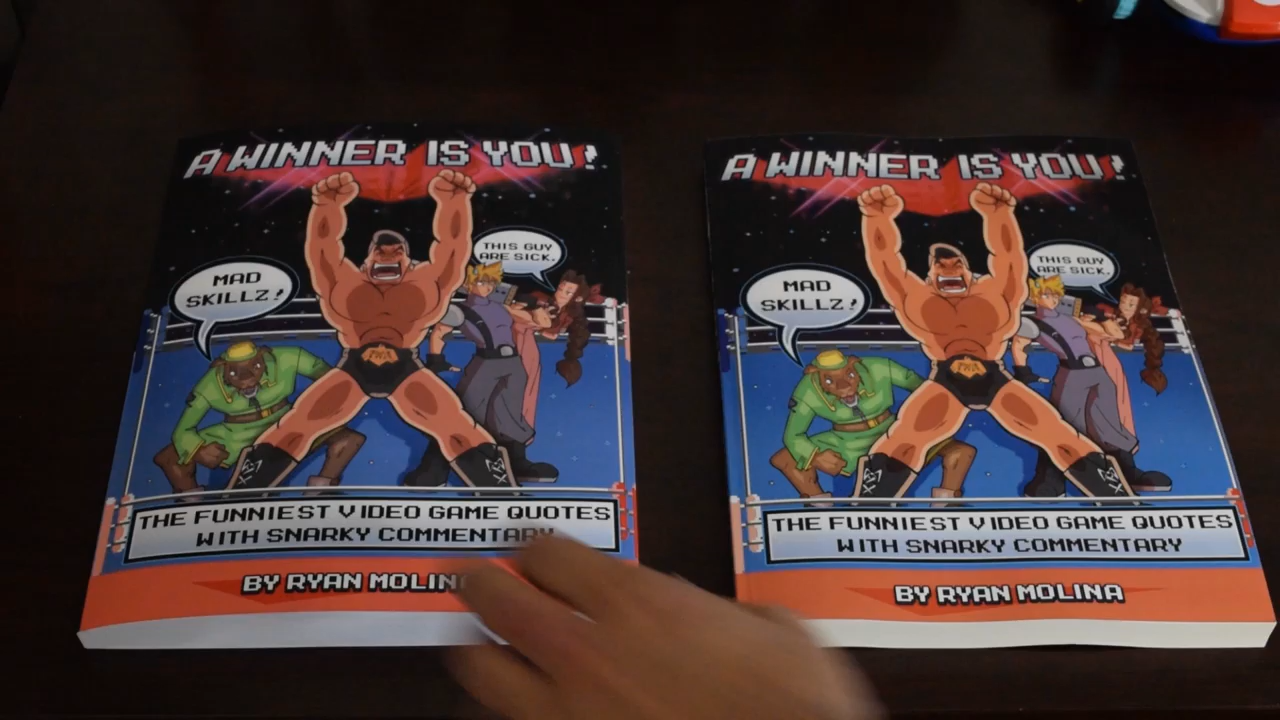 A WINNER IS YOU!
THIS GUY
ARE SICK.
MAD
SKILLZ!
THE FUNNIEST VIDEO GAME QUOTES
WITH SNARKY COMMENTARY
BY RYAN MOLINA
A WINNER IS YOU!
THIS GUY
ARE SICK.
MAD
SKILLZ!
THE FUNNIEST VIDEO GAME QUOTES
WITH SNARKY COMMENTARY
BY RYAN MOLINA